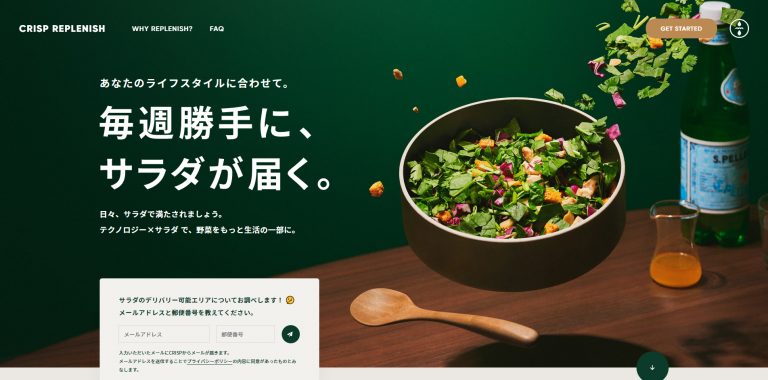 CRISP REPLENISH
WHY REPLENISH?
FAQ
GET STARTED
あなたのライフスタイルに合わせて。
毎週勝手に、
サラダが届く。
日々、サラダで満たされましょう。
テクノロジー×サラダ で、野菜をもっと生活の一部に。
S.PELLE
サラダのデリバリー可能エリアについてお調べします！
メールアドレスと郵便番号を教えてください。
メールアドレス
郵便番号
入力いただいたメールにCRISPからメールが届きます。
メールアドレスを送信することでプライバシーポリシーの内容に同意があったものとみ
なします。